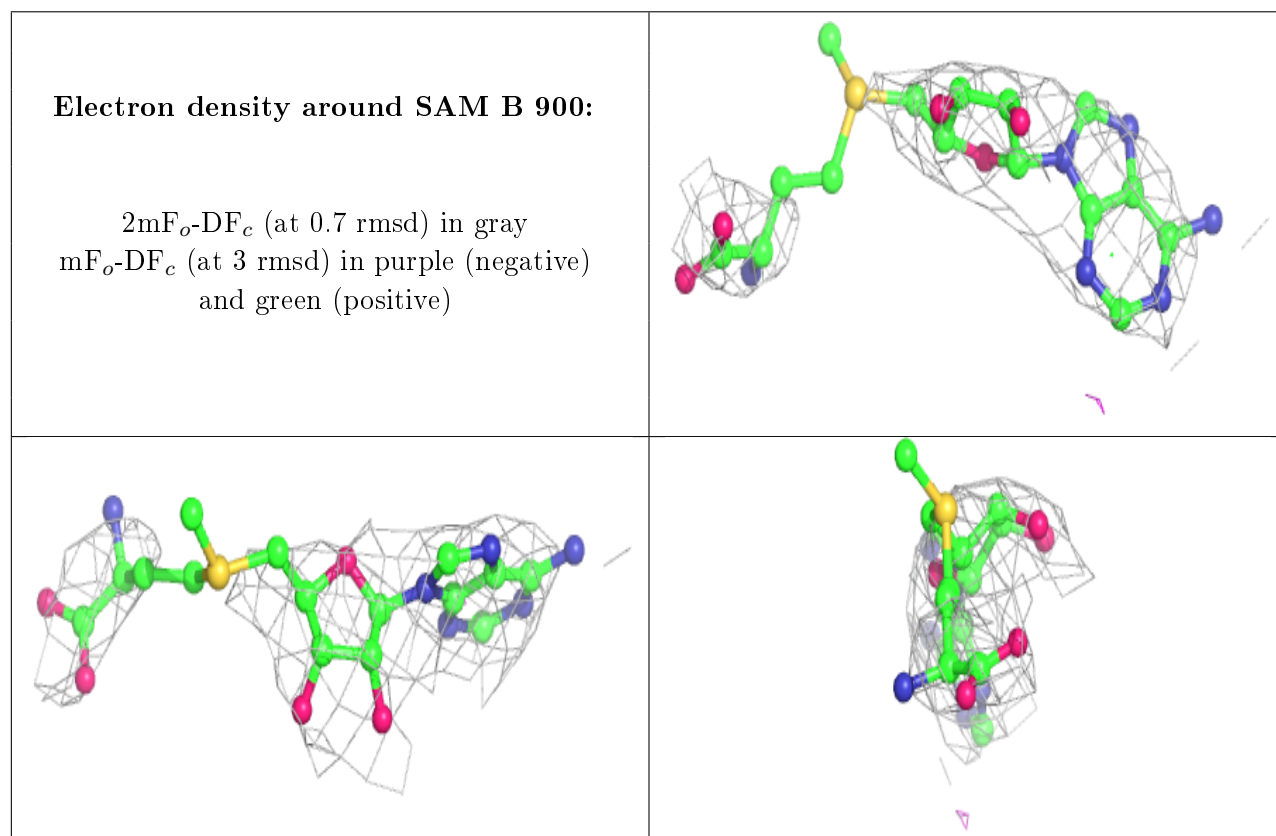 Electron density around SAM B 900:
2mFₒ-DF𝒸 (at 0.7 rmsd) in gray
mFₒ-DF𝒸 (at 3 rmsd) in purple (negative)
and green (positive)